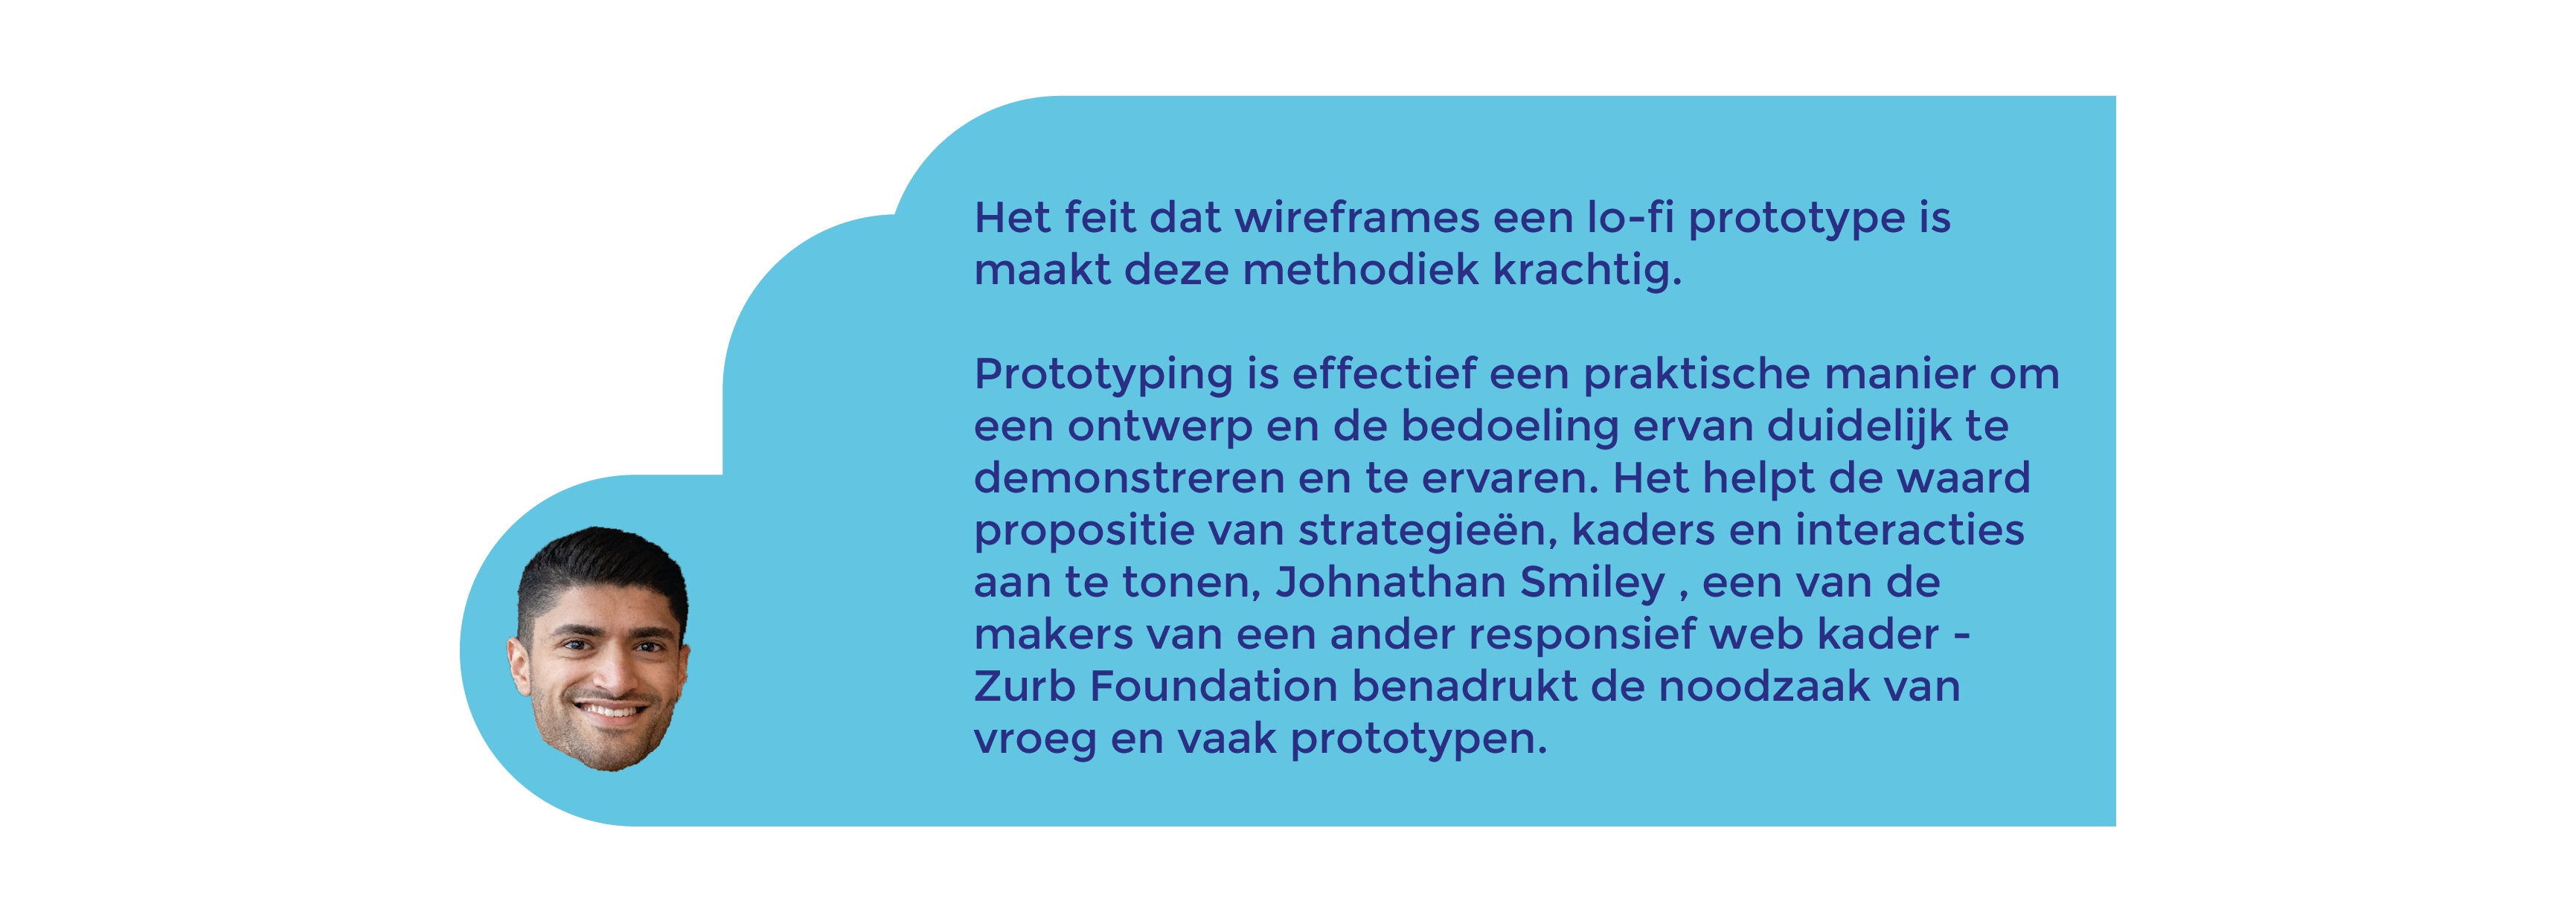 Het feit dat wireframes een lo-fi prototype is
maakt deze methodiek krachtig.
Prototyping is effectief een praktische manier om
een ontwerp en de bedoeling ervan duidelijk te
demonstreren en te ervaren. Het helpt de waard
propositie van strategieën, kaders en interacties
aan te tonen, Johnathan Smiley , een van de
makers van een ander responsief web kader -
Zurb Foundation benadrukt de noodzaak van
vroeg en vaak prototypen.